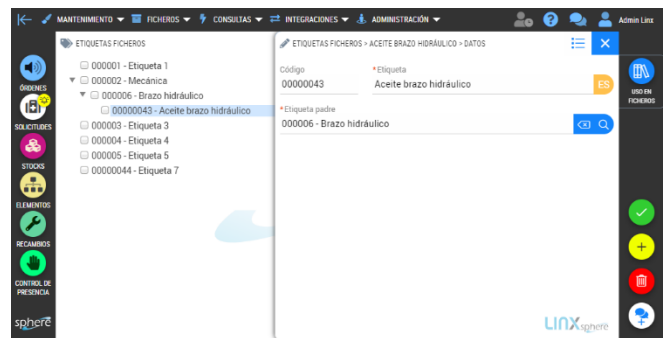 MANTENIMIENTO FICHEROS CONSULTAS INTEGRACIONES ADMINISTRACIÓN Admin Linx
ÓRDENES
SOLICITUDES
STOCKS
ELEMENTOS
RECAMBIOS
CONTROL DE
PRESENCIA
sphere
ETIQUETAS FICHEROS
000001 - Etiqueta 1
000002 - Mecánica
000006 - Brazo hidráulico
00000043 - Aceite brazo hidráulico
000003 - Etiqueta 3
000004 - Etiqueta 4
000005 - Etiqueta 5
00000044 - Etiqueta 7
ETIQUETAS FICHEROS > ACEITE BRAZO HIDRÁULICO > DATOS
Código *Etiqueta
00000043 Aceite brazo hidráulico ES
*Etiqueta padre
000006 - Brazo hidráulico
LINXsphere
USO EN
FICHEROS